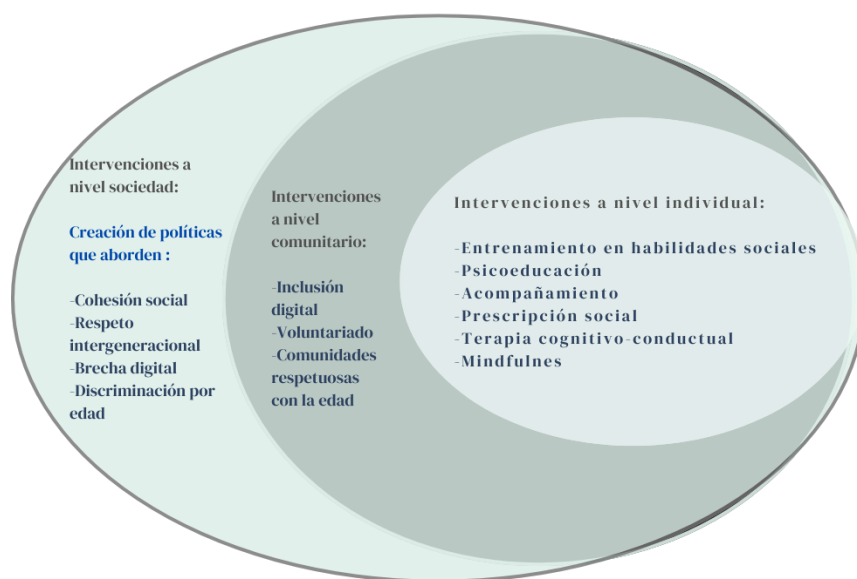 Intervenciones a
nivel sociedad:
Creación de políticas
que aborden :
-Cohesión social
-Respeto
intergeneracional
-Brecha digital
-Discriminación por
edad
Intervenciones
a nivel
comunitario:
-Inclusión
digital
-Voluntariado
-Comunidades
respetuosas
con la edad
Intervenciones a nivel individual:
-Entrenamiento en habilidades sociales
-Psicoeducación
-Acompañamiento
-Prescripción social
-Terapia cognitivo-conductual
-Mindfulnes